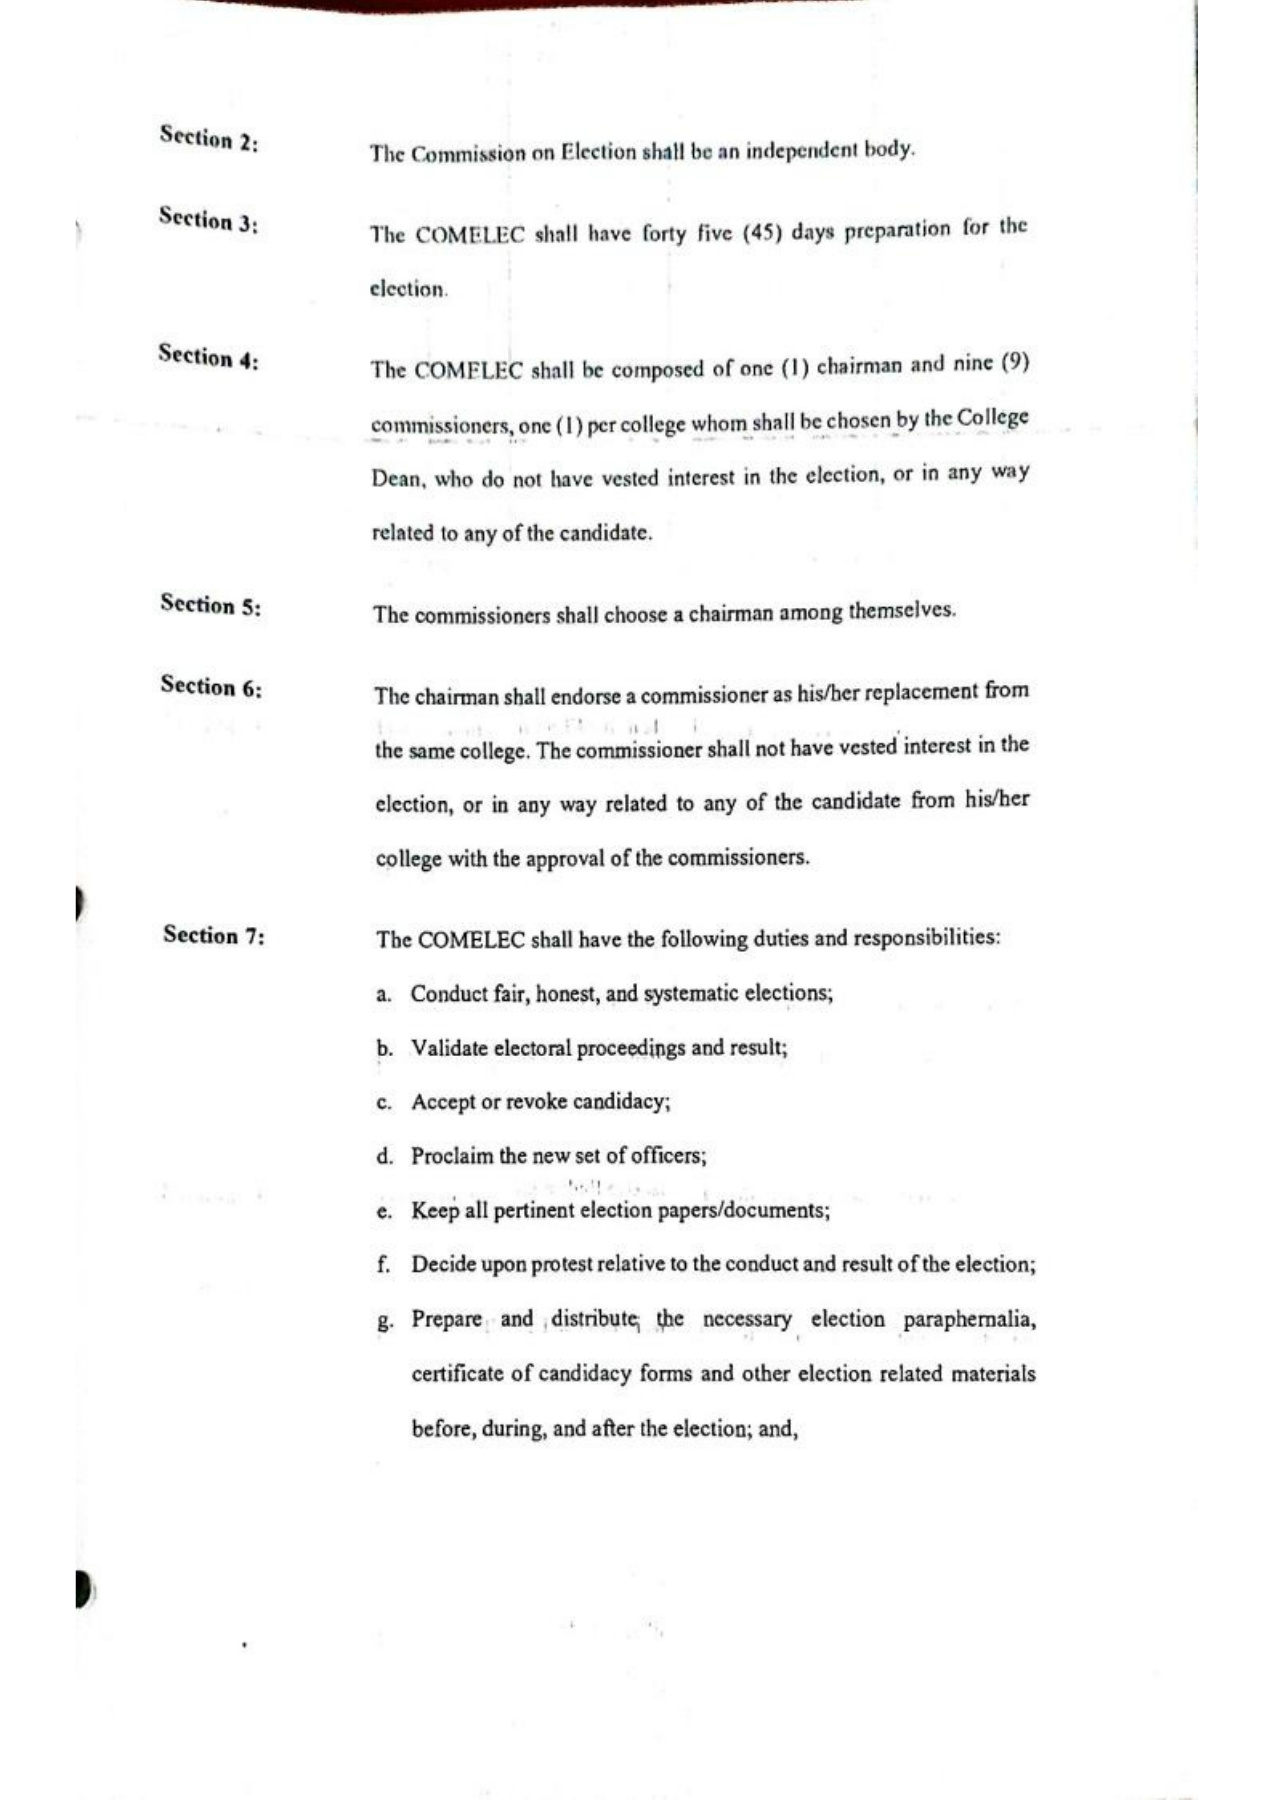 Section 2: The Commission on Election shall be an independent body.
Section 3: The COMELEC shall have forty five (45) days preparation for the
election.
Section 4: The COMELEC shall be composed of one (1) chairman and nine (9)
commissioners, one (1) per college whom shall be chosen by the College
Dean, who do not have vested interest in the election, or in any way
related to any of the candidate.
Section 5: The commissioners shall choose a chairman among themselves.
Section 6: The chairman shall endorse a commissioner as his/her replacement from
the same college. The commissioner shall not have vested interest in the
election, or in any way related to any of the candidate from his/her
college with the approval of the commissioners.
Section 7: The COMELEC shall have the following duties and responsibilities:
a. Conduct fair, honest, and systematic elections;
b. Validate electoral proceedings and result;
c. Accept or revoke candidacy;
d. Proclaim the new set of officers;
e. Keep all pertinent election papers/documents;
f. Decide upon protest relative to the conduct and result of the election;
g. Prepare and distribute the necessary election paraphernalia,
certificate of candidacy forms and other election related materials
before, during, and after the election; and,